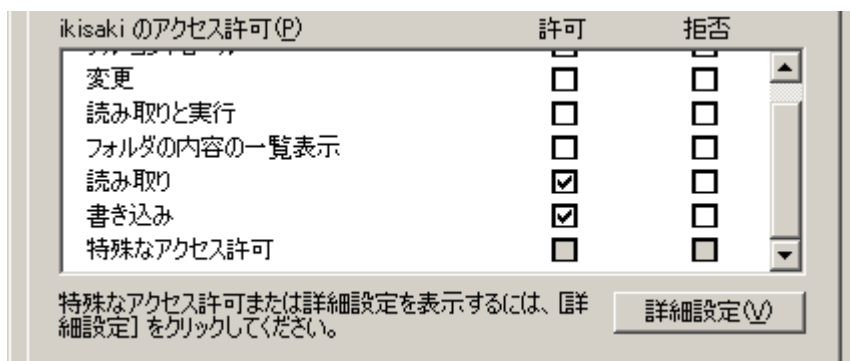 ikisaki のアクセス許可(P) 許可 拒否
変更
読み取りと実行
フォルダの内容の一覧表示
読み取り
書き込み
特殊なアクセス許可
特殊なアクセス許可または詳細設定を表示するには、[詳
細設定] をクリックしてください。
詳細設定(V)